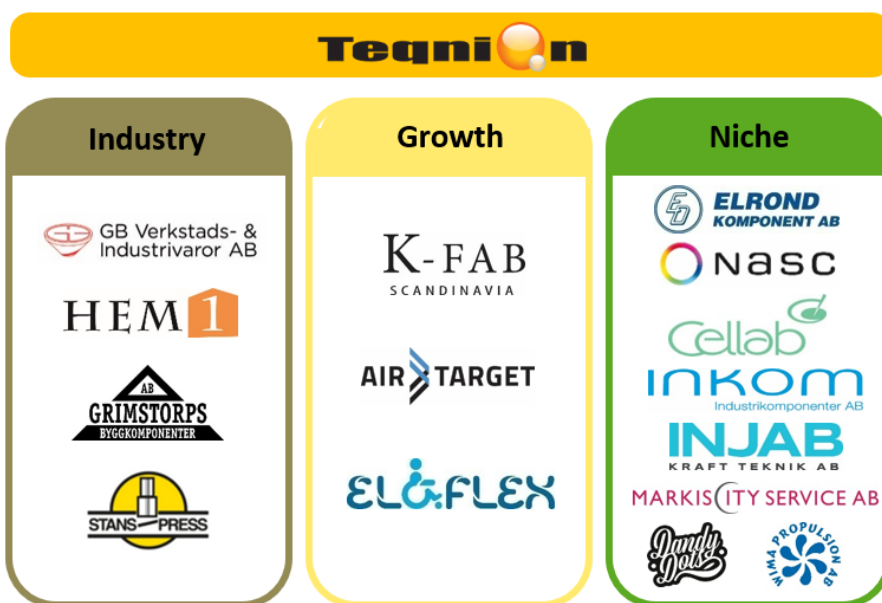 Teqnion
Industry
GB Verkstads- &
Industrivaror AB
HEM1
AB
GRIMSTORPS
BYGGKOMPONENTER
STANS PRESS
Growth
K-FAB
SCANDINAVIA
AIR TARGET
ELOFLEX
Niche
ED
ELROND
KOMPONENT AB
NASC
Cellab
INKOM
Industrikomponenter AB
INJAB
KRAFT TEKNIK AB
MARKISCITY SERVICE AB
Dandy
Dots
WIMA PROPULSION AB